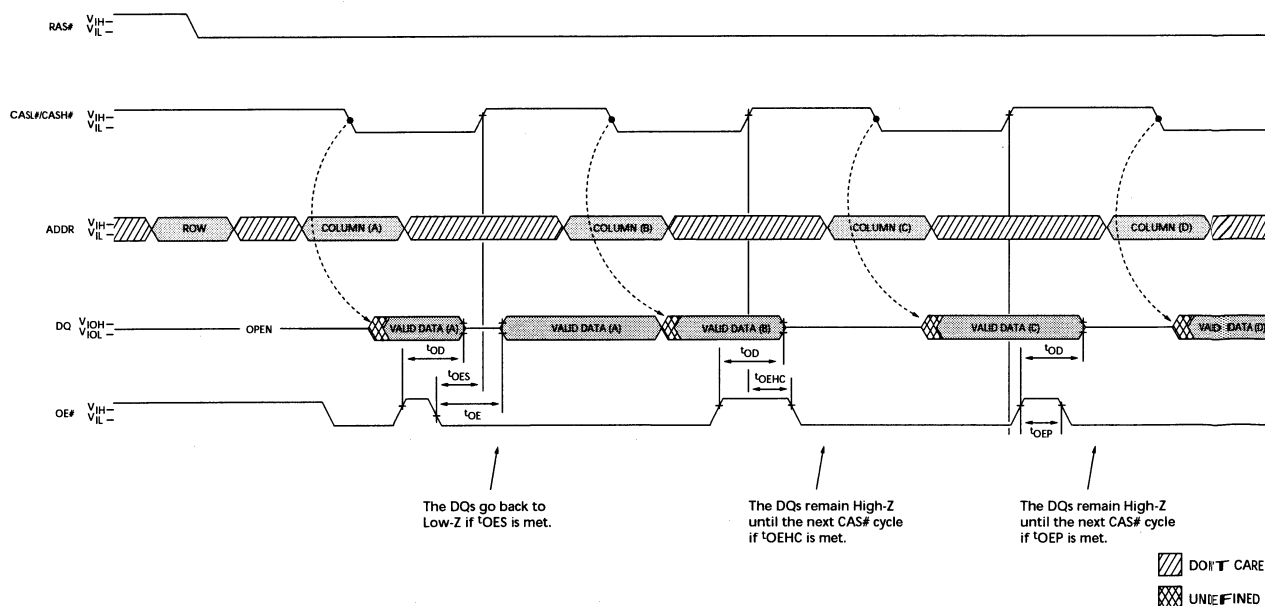 RAS# VIH VIL
CASL#/CASH# VIH VIL
ADDR VIH VIL ROW COLUMN (A) COLUMN (B) COLUMN (C) COLUMN (D)
DQ VIOH VIOL OPEN VALID DATA (A) VALID DATA (A) VALID DATA (B) VALID DATA (C) VALID DATA (D)
tOD tOD tOD
tOES tOEHC
OE# VIH VIL tOE
tOEP
The DQs go back to
Low-Z if tOES is met.
The DQs remain High-Z
until the next CAS# cycle
if tOEHC is met.
The DQs remain High-Z
until the next CAS# cycle
if tOEP is met.
DON'T CARE
UNDEFINED